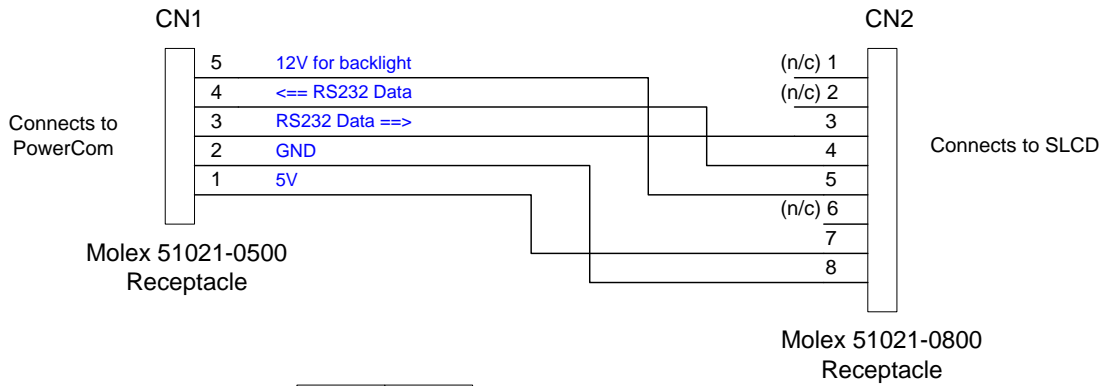 CN1
CN2
5 12V for backlight
4 <== RS232 Data
3 RS232 Data ==>
2 GND
1 5V
Connects to
PowerCom
Molex 51021-0500
Receptacle
(n/c) 1
(n/c) 2
3
4
5
(n/c) 6
7
8
Connects to SLCD
Molex 51021-0800
Receptacle